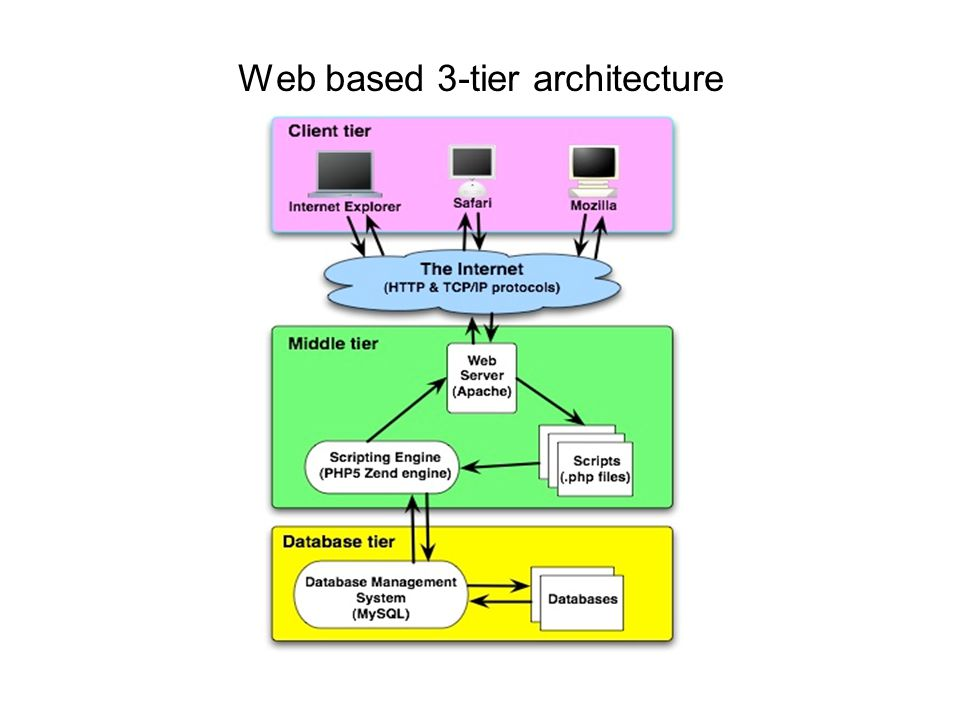 Web based 3-tier architecture
Client tier
Internet Explorer
Safari
Mozilla
The Internet
(HTTP & TCP/IP protocols)
Middle tier
Web
Server
(Apache)
Scripting Engine
(PHP5 Zend engine)
Scripts
(.php files)
Database tier
Database Management
System
(MySQL)
Databases